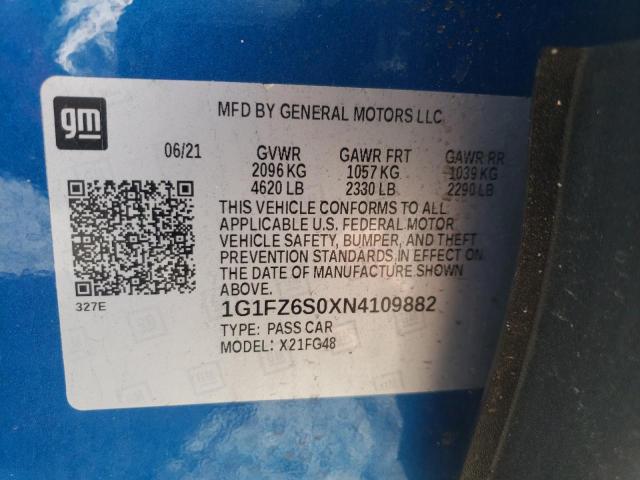 gm
MFD BY GENERAL MOTORS LLC
06/21 GVWR GAWR FRT GAWR RR
2096 KG 1057 KG 1039 KG
4620 LB 2330 LB 2290 LB
THIS VEHICLE CONFORMS TO ALL
APPLICABLE U.S. FEDERAL MOTOR
VEHICLE SAFETY, BUMPER, AND THEFT
PREVENTION STANDARDS IN EFFECT ON
THE DATE OF MANUFACTURE SHOWN
ABOVE.
327E
1G1FZ6S0XN4109882
TYPE: PASS CAR
MODEL: X21FG48